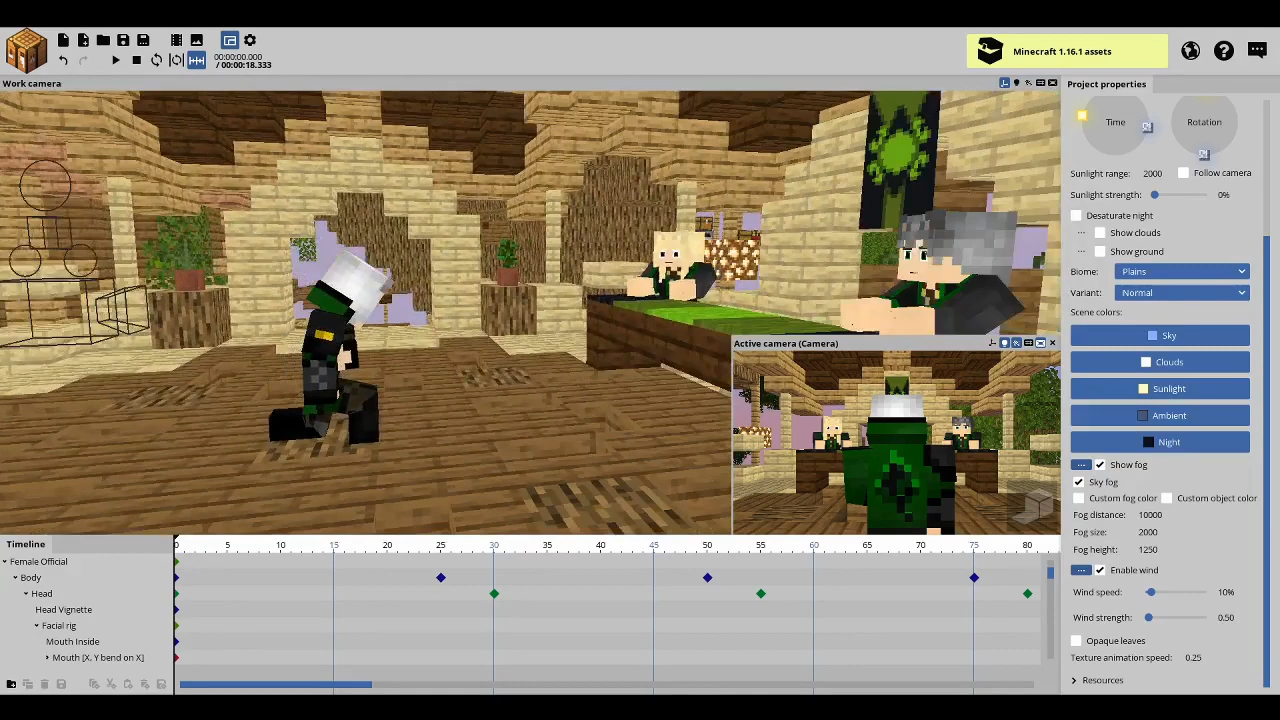 00:00:00.000
/ 00:00:18.333
Minecraft 1.16.1 assets
Work camera
Project properties
Time
Rotation
Sunlight range: 2000
Follow camera
Sunlight strength: 0%
Desaturate night
Show clouds
Show ground
Biome: Plains
Variant: Normal
Scene colors:
Sky
Clouds
Sunlight
Ambient
Night
Show fog
Sky fog
Custom fog color
Custom object color
Fog distance: 10000
Fog size: 2000
Fog height: 1250
Enable wind
Wind speed: 10%
Wind strength: 0.50
Opaque leaves
Texture animation speed: 0.25
Resources
Active camera (Camera)
Timeline
0 5 10 15 20 25 30 35 40 45 50 55 60 65 70 75 80
Female Official
Body
Head
Head Vignette
Facial rig
Mouth Inside
Mouth [X. Y bend on X]